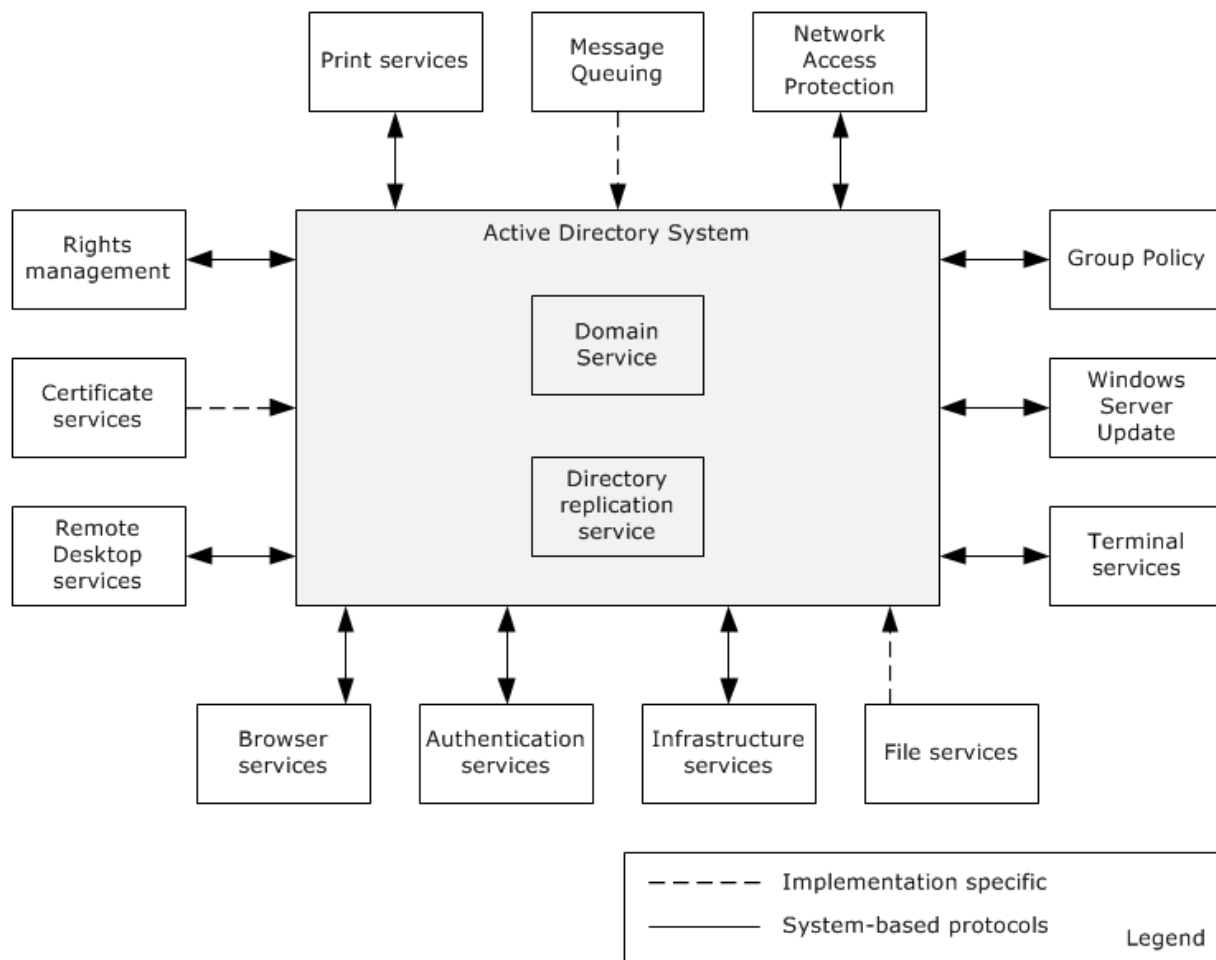 Print services
Message
Queuing
Network
Access
Protection
Rights
management
Active Directory System
Group Policy
Domain
Service
Certificate
services
Windows
Server
Update
Directory
replication
service
Remote
Desktop
services
Terminal
services
Browser
services
Authentication
services
Infrastructure
services
File services
Implementation specific
System-based protocols
Legend